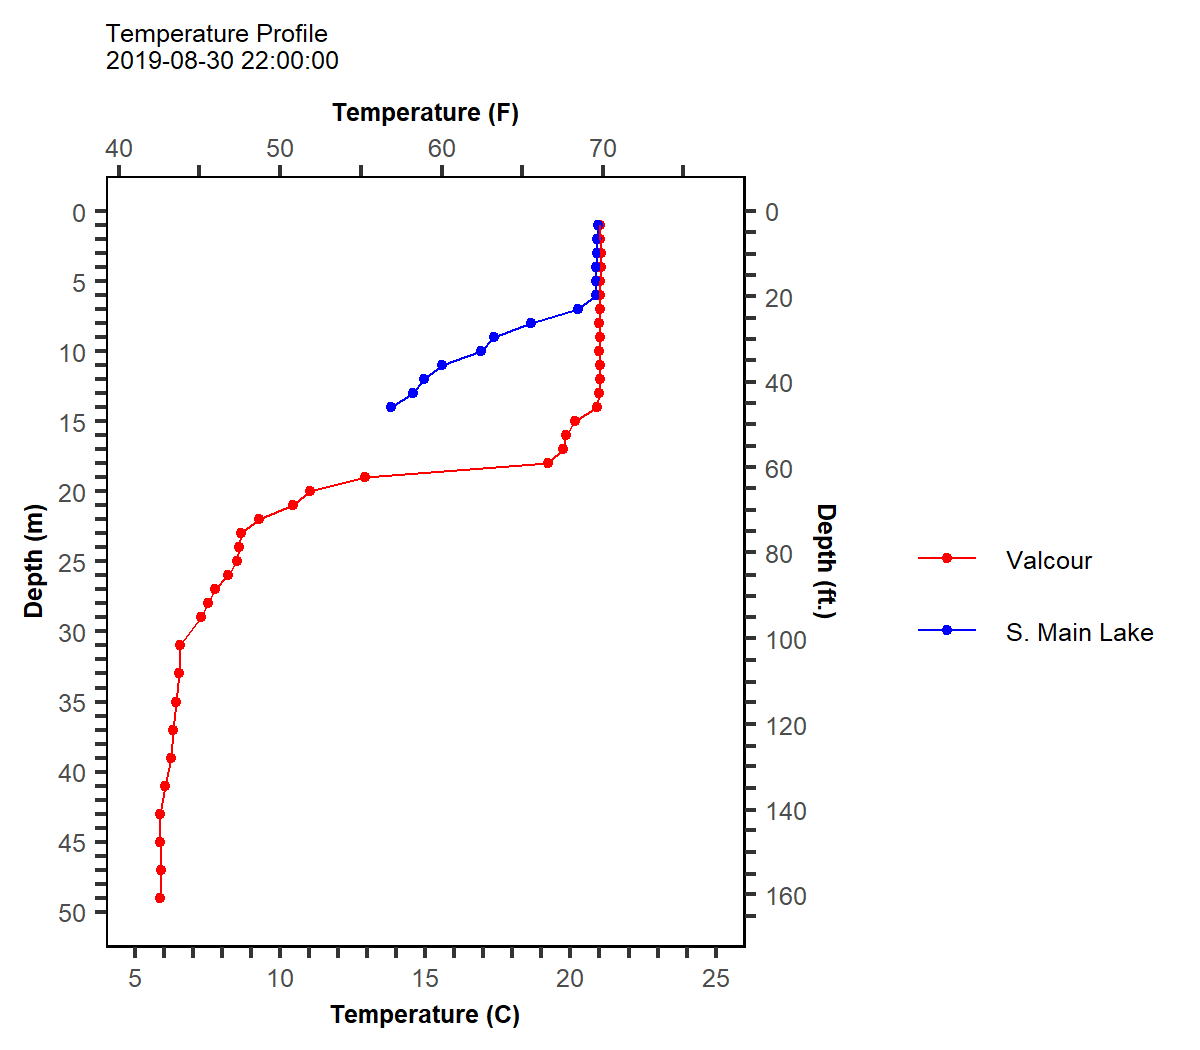 Temperature Profile
2019-08-30 22:00:00
Temperature (F)
40 50 60 70
0
5
10
15
20
25
30
35
40
45
50
Depth (m)
0
20
40
60
80
100
120
140
160
Depth (ft.)
5 10 15 20 25
Temperature (C)
Valcour
S. Main Lake